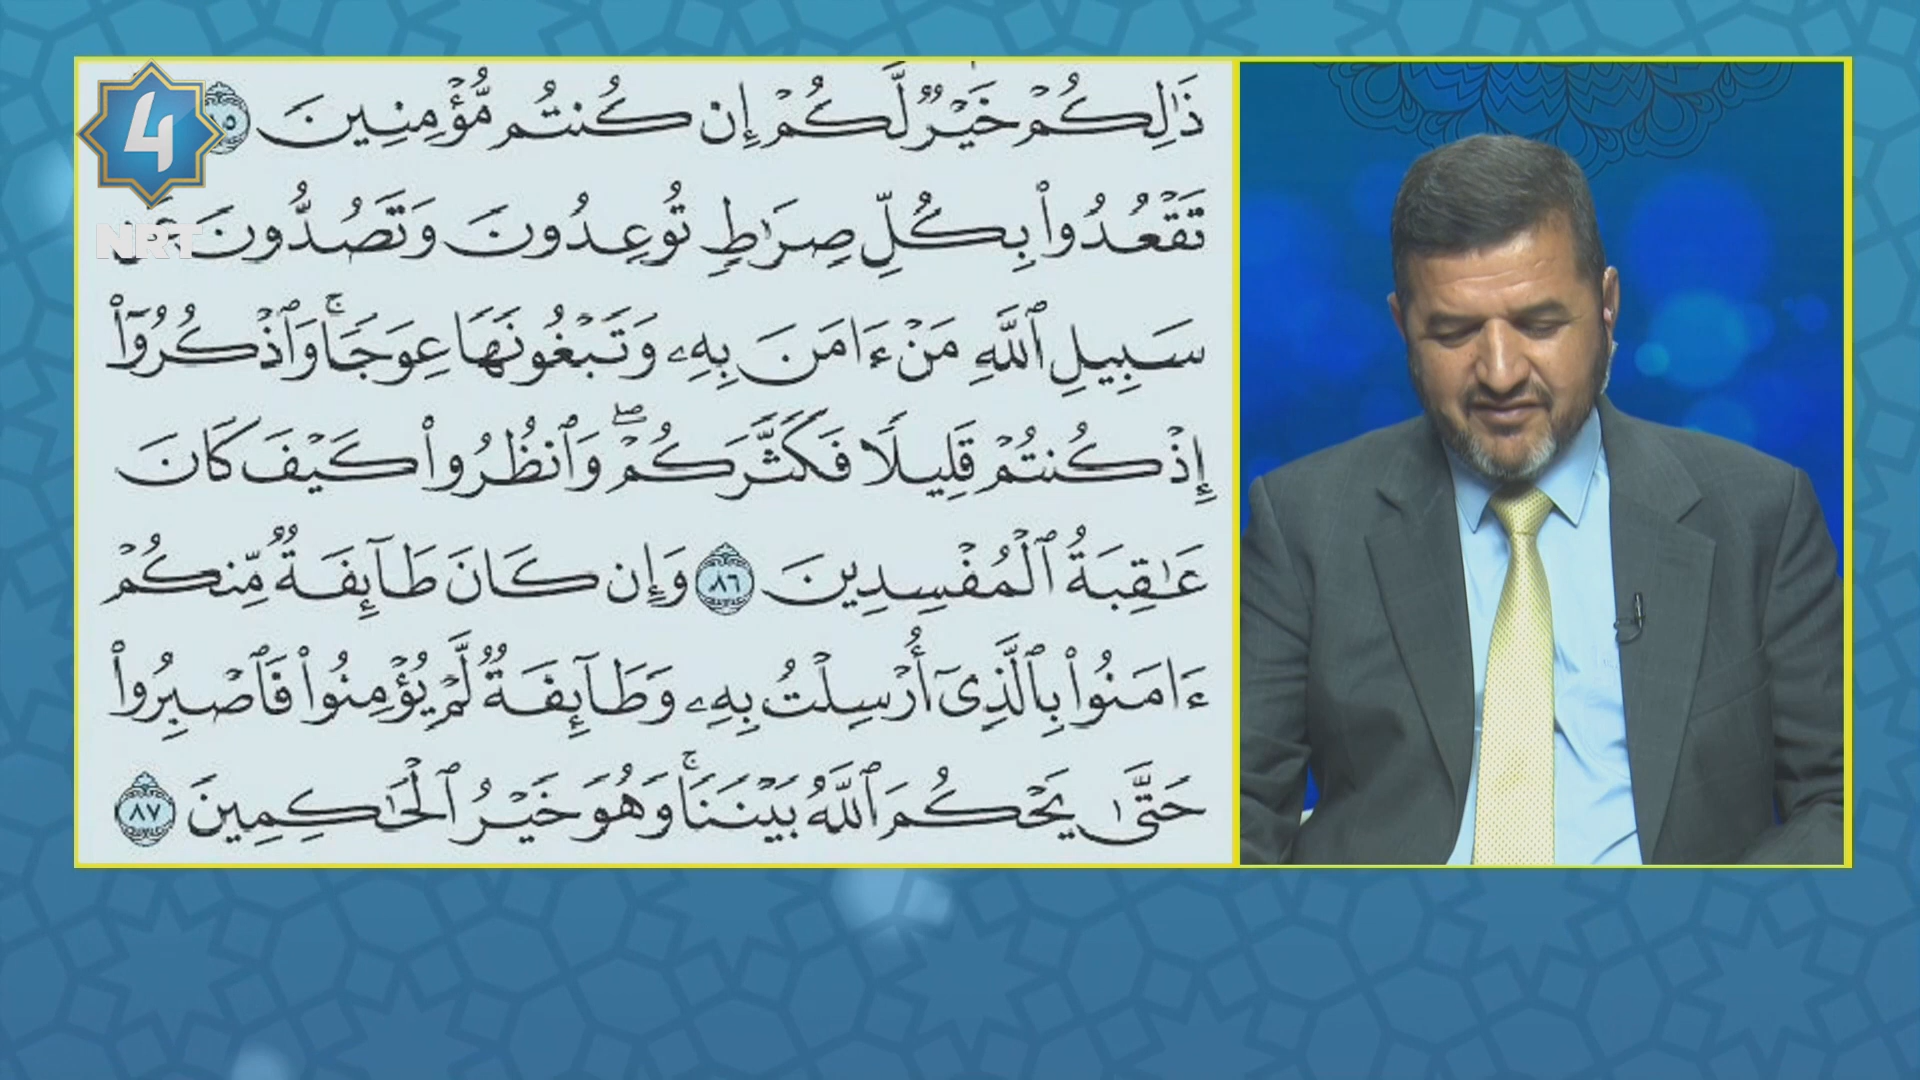 ذَٰلِكُمْ خَيْرٌ لَّكُمْ إِن كُنتُم مُّؤْمِنِينَ
تَقْعُدُوا۟ بِكُلِّ صِرَٰطٍ تُوعِدُونَ وَتَصُدُّونَ عَن
سَبِيلِ ٱللَّهِ مَنْ ءَامَنَ بِهِۦ وَتَبْغُونَهَا عِوَجًا ۚ وَٱذْكُرُوٓا۟
إِذْ كُنتُمْ قَلِيلًا فَكَثَّرَكُمْ ۖ وَٱنظُرُوا۟ كَيْفَ كَانَ
عَـٰقِبَةُ ٱلْمُفْسِدِينَ ٨٦ وَإِن كَانَ طَآئِفَةٌ مِّنكُمْ
ءَامَنُوا۟ بِٱلَّذِىٓ أُرْسِلْتُ بِهِۦ وَطَآئِفَةٌ لَّمْ يُؤْمِنُوا۟ فَٱصْبِرُوا۟
حَتَّىٰ يَحْكُمَ ٱللَّهُ بَيْنَنَا ۚ وَهُوَ خَيْرُ ٱلْحَـٰكِمِينَ ٨٧
4
NRT